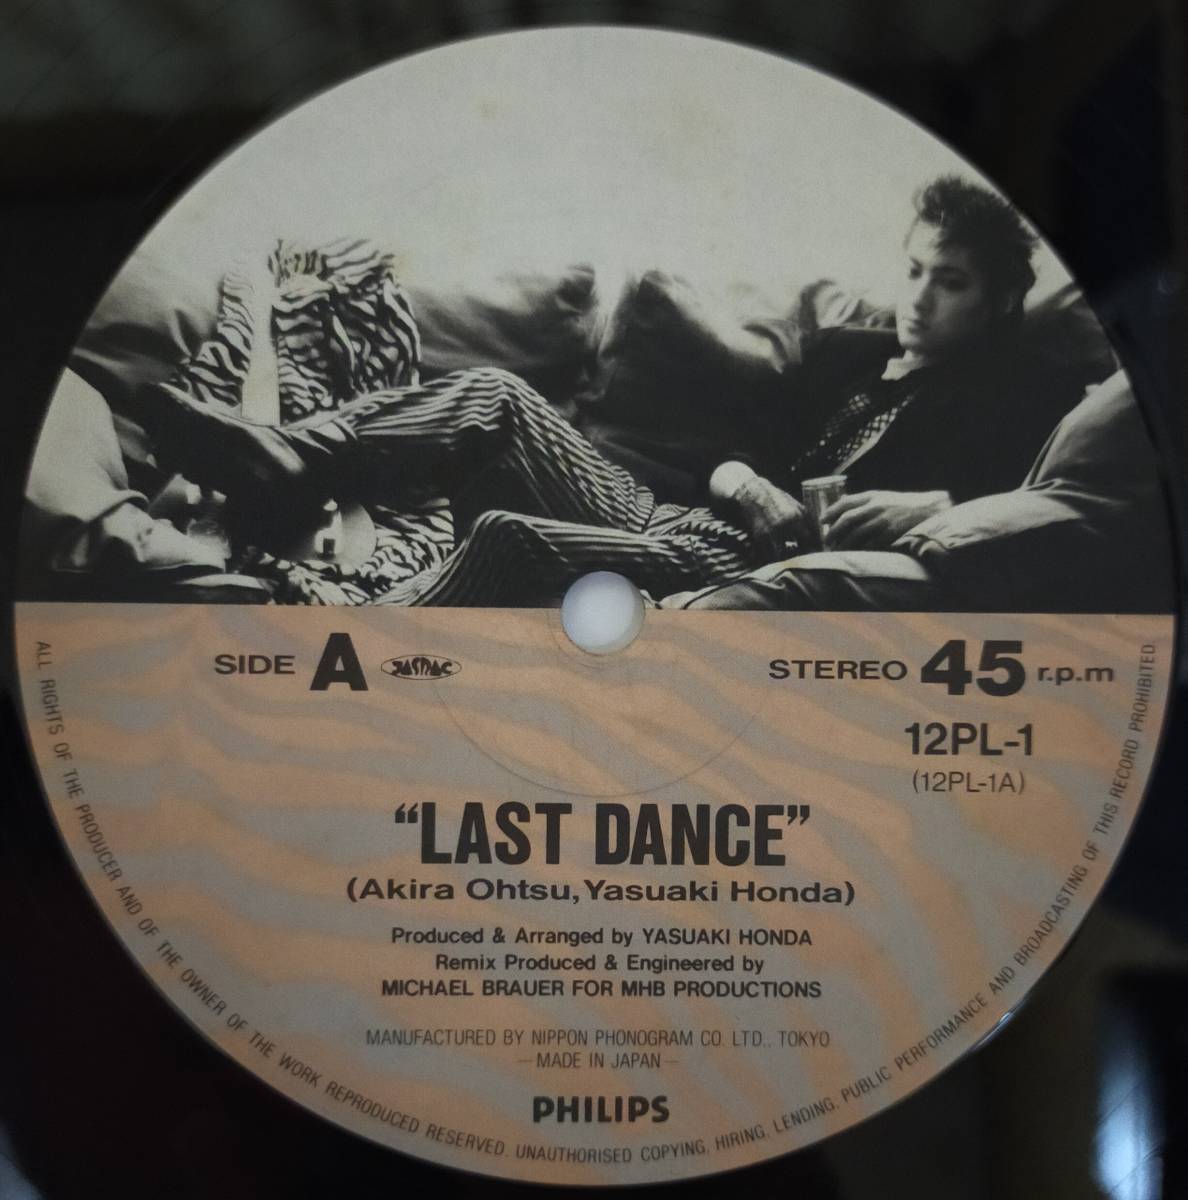 SIDE A JASRAC STEREO 45 r.p.m
12PL-1
(12PL-1A)
“LAST DANCE”
(Akira Ohtsu, Yasuaki Honda)
Produced & Arranged by YASUAKI HONDA
Remix Produced & Engineered by
MICHAEL BRAUER FOR MHB PRODUCTIONS
MANUFACTURED BY NIPPON PHONOGRAM CO. LTD., TOKYO
— MADE IN JAPAN —
PHILIPS
ALL RIGHTS OF THE PRODUCER AND OF THE OWNER OF THE WORK REPRODUCED RESERVED. UNAUTHORISED COPYING, HIRING, LENDING, PUBLIC PERFORMANCE AND BROADCASTING OF THIS RECORD PROHIBITED